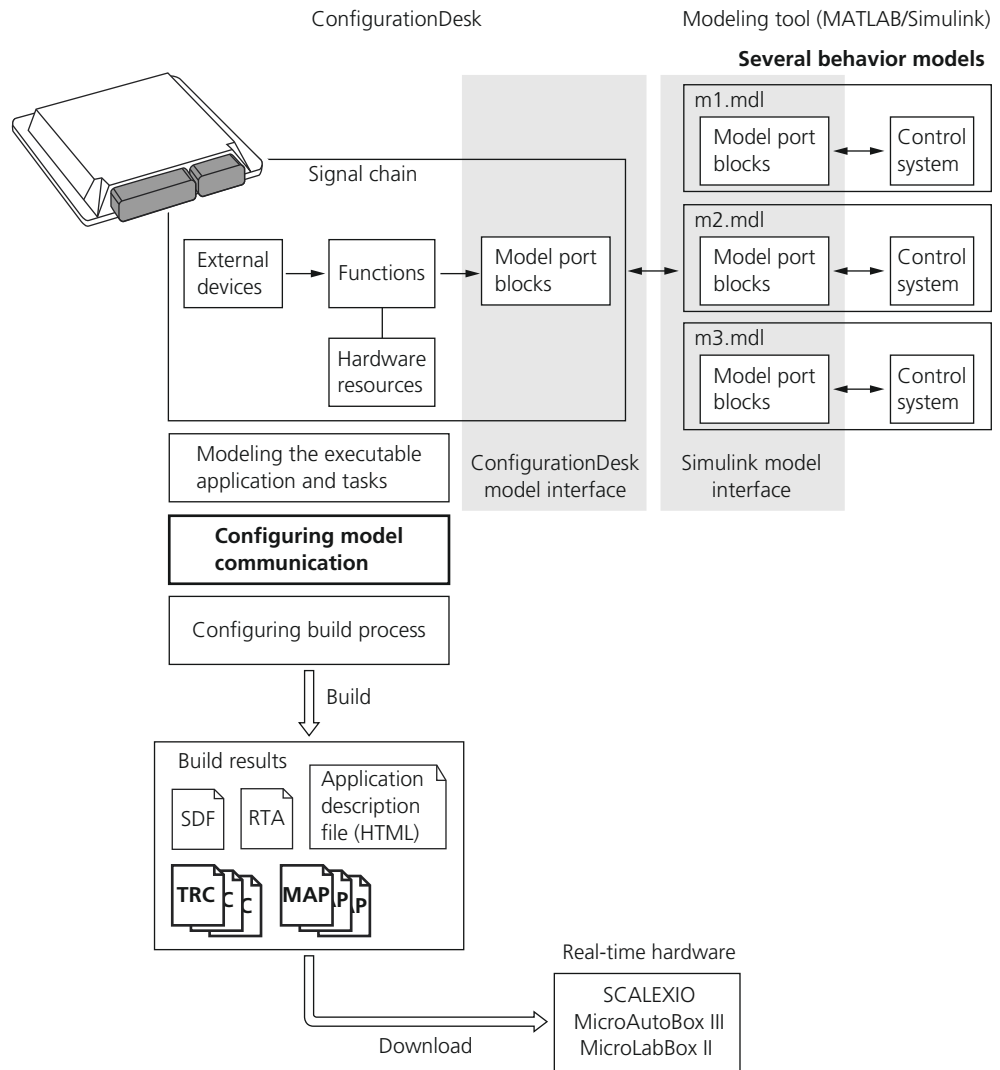 ConfigurationDesk
Modeling tool (MATLAB/Simulink)
Several behavior models
Signal chain
External
devices
Functions
Hardware
resources
Model port
blocks
m1.mdl
Model port
blocks
Control
system
m2.mdl
Model port
blocks
Control
system
m3.mdl
Model port
blocks
Control
system
ConfigurationDesk
model interface
Simulink model
interface
Modeling the executable
application and tasks
Configuring model
communication
Configuring build process
Build
Build results
SDF
RTA
Application
description
file (HTML)
TRC
C
C
MAP
AP
AP
Download
Real-time hardware
SCALEXIO
MicroAutoBox III
MicroLabBox II